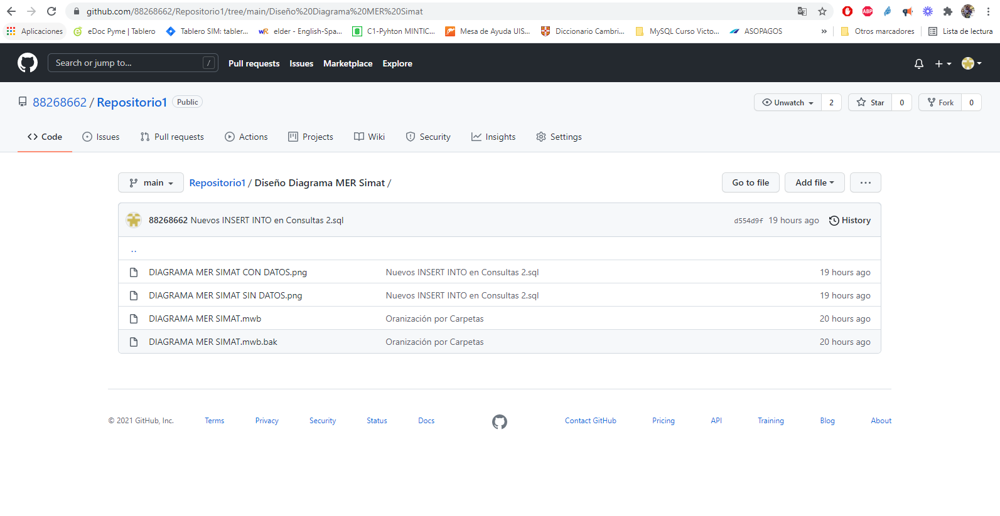 github.com/88268662/Repositorio1/tree/main/Diseño%20Diagrama%20MER%20Simat
Aplicaciones eDoc Pyme | Tablero Tablero SIM: tabler... wR elder - English-Spa... C1-Pyhton MINTIC... Mesa de Ayuda UIS... Diccionario Cambri... MySQL Curso Victo... ASOPAGOS » Otros marcadores Lista de lectura
Search or jump to... / Pull requests Issues Marketplace Explore
88268662 / Repositorio1 Public Unwatch 2 Star 0 Fork 0
Code Issues Pull requests Actions Projects Wiki Security Insights Settings
main Repositorio1 / Diseño Diagrama MER Simat / Go to file Add file ...
88268662 Nuevos INSERT INTO en Consultas 2.sql d554d9f 19 hours ago History
..
DIAGRAMA MER SIMAT CON DATOS.png Nuevos INSERT INTO en Consultas 2.sql 19 hours ago
DIAGRAMA MER SIMAT SIN DATOS.png Nuevos INSERT INTO en Consultas 2.sql 19 hours ago
DIAGRAMA MER SIMAT.mwb Oranización por Carpetas 20 hours ago
DIAGRAMA MER SIMAT.mwb.bak Oranización por Carpetas 20 hours ago
© 2021 GitHub, Inc. Terms Privacy Security Status Docs Contact GitHub Pricing API Training Blog About